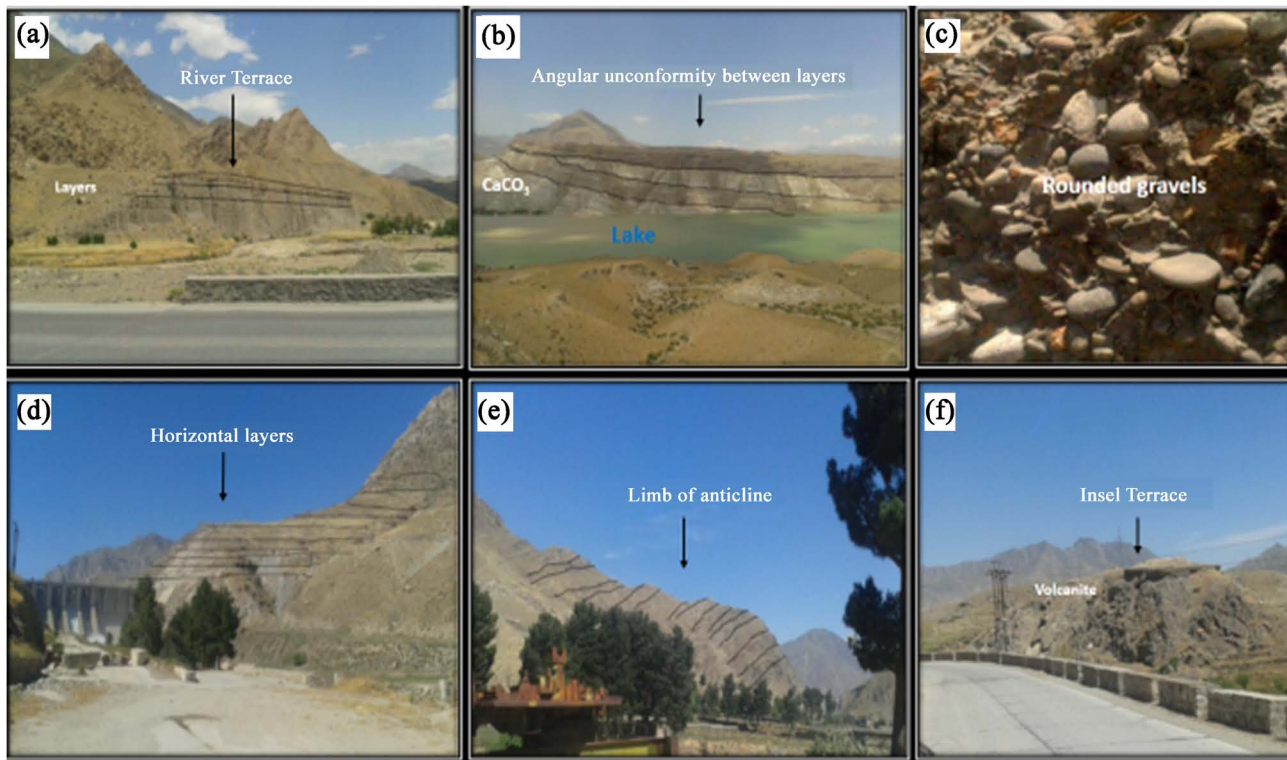 (a)
River Terrace
Layers
(b)
Angular unconformity between layers
CaCO₃
Lake
(c)
Rounded gravels
(d)
Horizontal layers
(e)
Limb of anticline
(f)
Insel Terrace
Volcanite